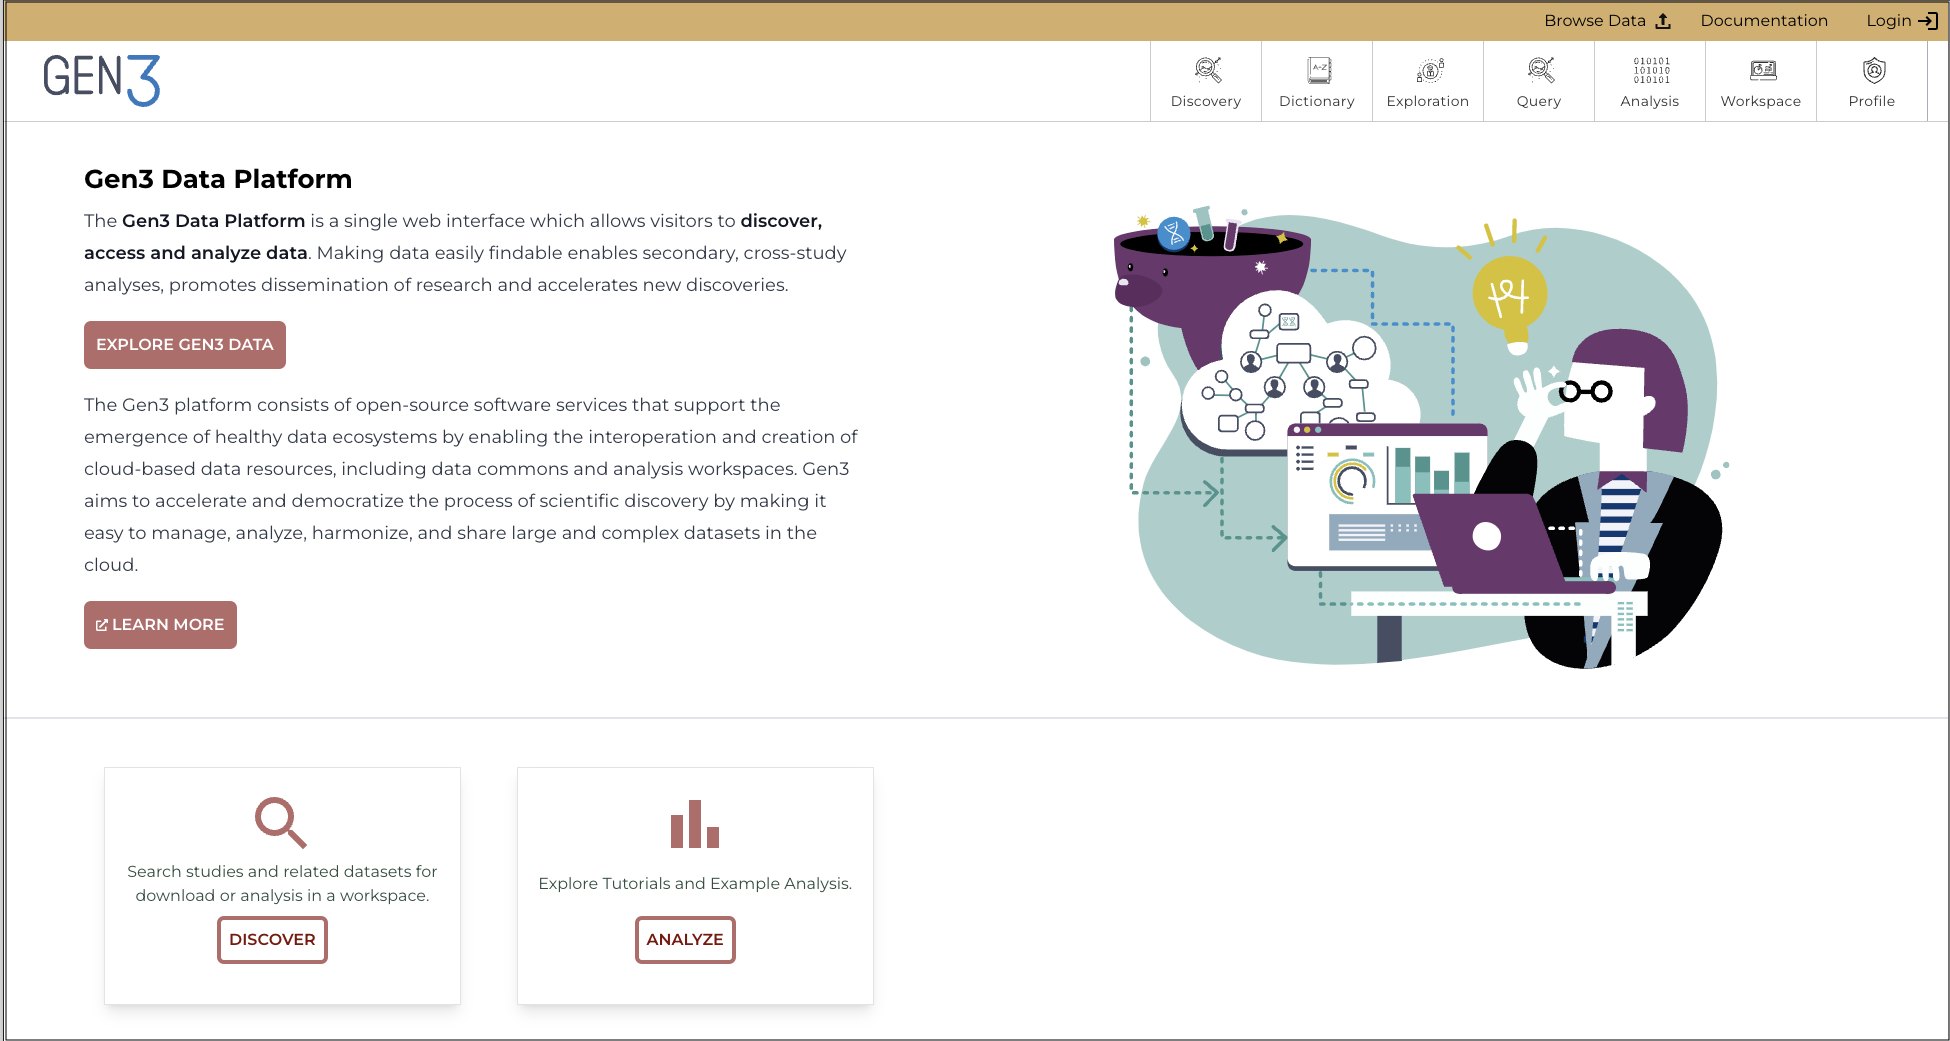 Browse Data Documentation Login
GEN3
Discovery Dictionary Exploration Query Analysis Workspace Profile
A-Z
010101
101010
010101
Gen3 Data Platform
The Gen3 Data Platform is a single web interface which allows visitors to discover,
access and analyze data. Making data easily findable enables secondary, cross-study
analyses, promotes dissemination of research and accelerates new discoveries.
EXPLORE GEN3 DATA
The Gen3 platform consists of open-source software services that support the
emergence of healthy data ecosystems by enabling the interoperation and creation of
cloud-based data resources, including data commons and analysis workspaces. Gen3
aims to accelerate and democratize the process of scientific discovery by making it
easy to manage, analyze, harmonize, and share large and complex datasets in the
cloud.
LEARN MORE
Search studies and related datasets for
download or analysis in a workspace.
DISCOVER
Explore Tutorials and Example Analysis.
ANALYZE